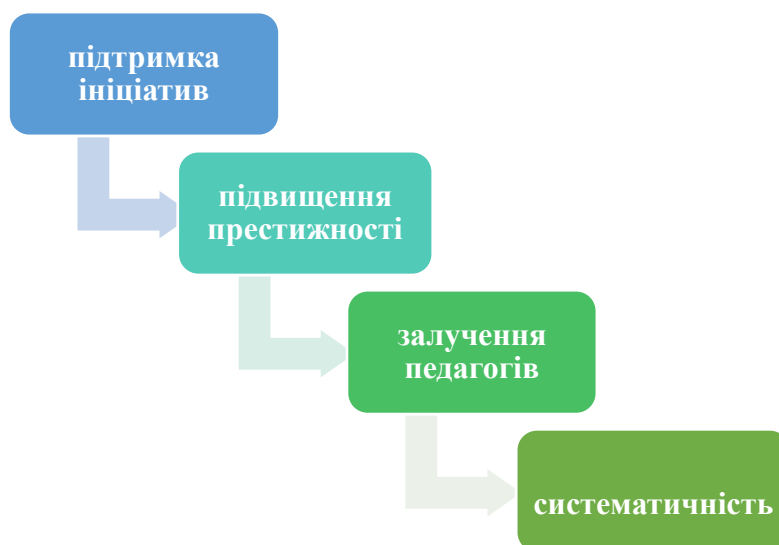 підтримка
ініціатив
підвищення
престижності
залучення
педагогів
систематичність